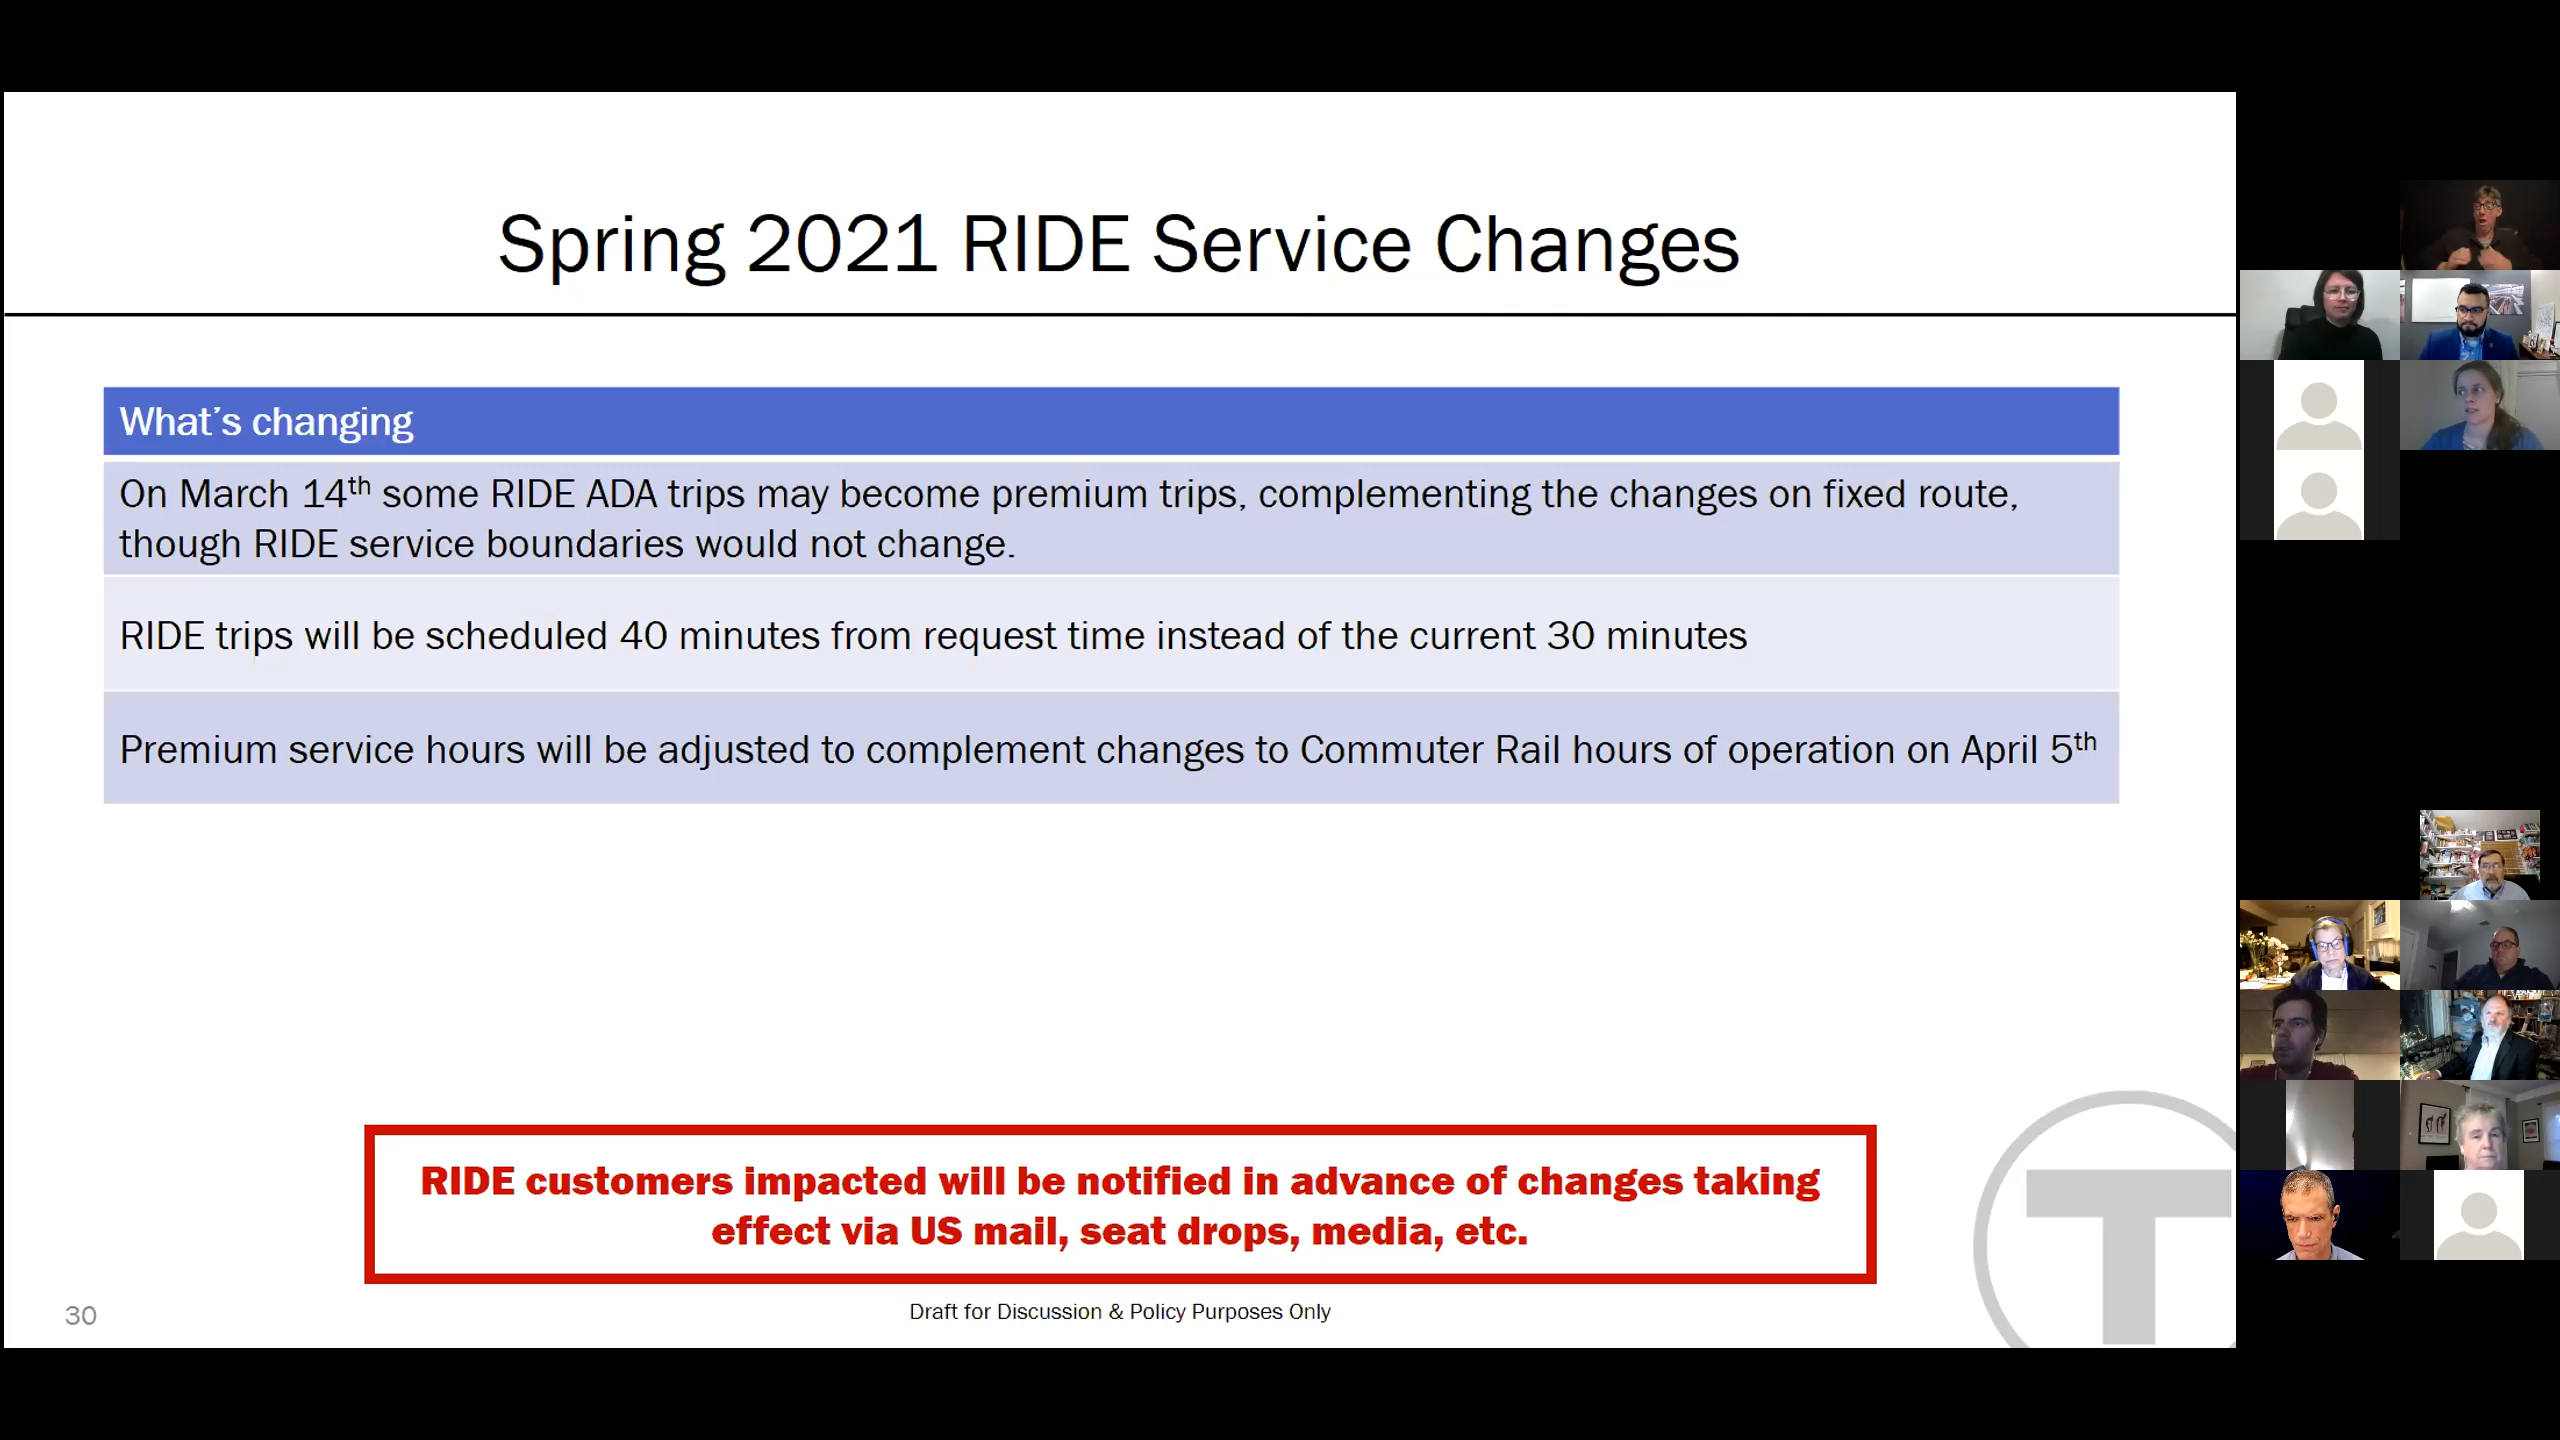 Spring 2021 RIDE Service Changes
What's changing
On March 14th some RIDE ADA trips may become premium trips, complementing the changes on fixed route,
though RIDE service boundaries would not change.
RIDE trips will be scheduled 40 minutes from request time instead of the current 30 minutes
Premium service hours will be adjusted to complement changes to Commuter Rail hours of operation on April 5th
RIDE customers impacted will be notified in advance of changes taking
effect via US mail, seat drops, media, etc.
30
Draft for Discussion & Policy Purposes Only
T